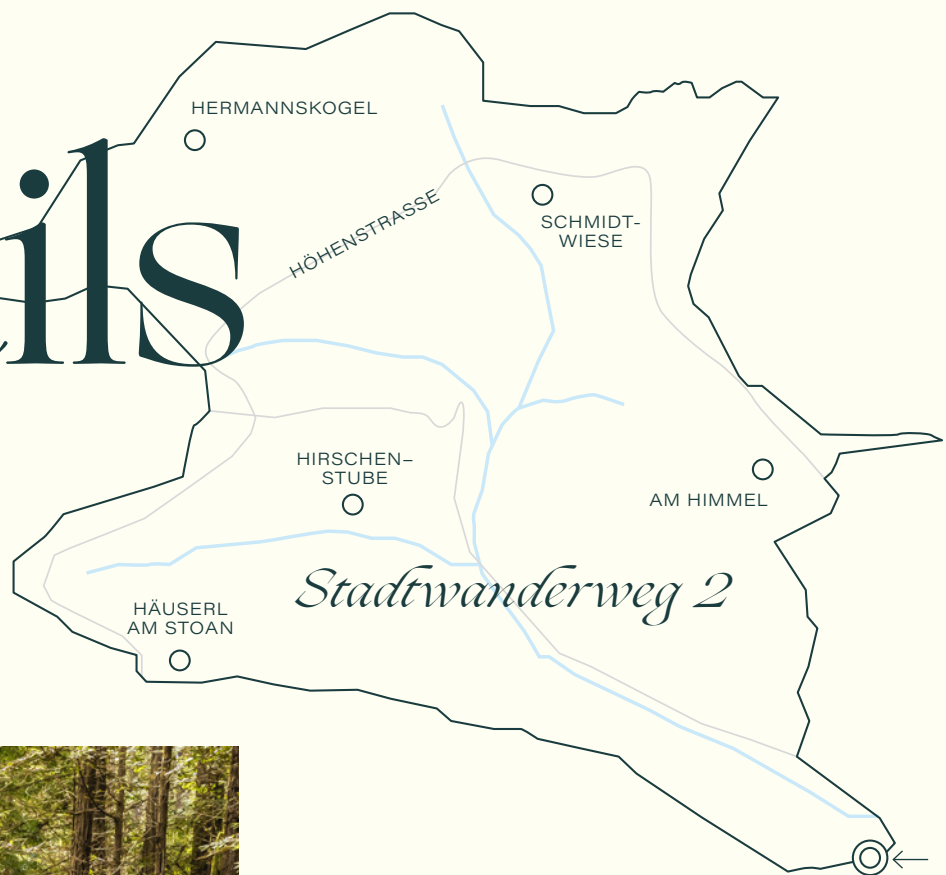 HERMANNSKOGEL
ils
HÖHENSTRASSE
SCHMIDT-
WIESE
HIRSCHEN–
STUBE
AM HIMMEL
Stadtwanderweg 2
HÄUSERL
AM STOAN